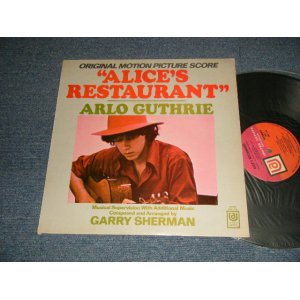 ORIGINAL MOTION PICTURE SCORE
"ALICE'S
RESTAURANT"
ARLO GUTHRIE
Musical Supervision With Additional Music
Composed and Arranged by
GARRY SHERMAN